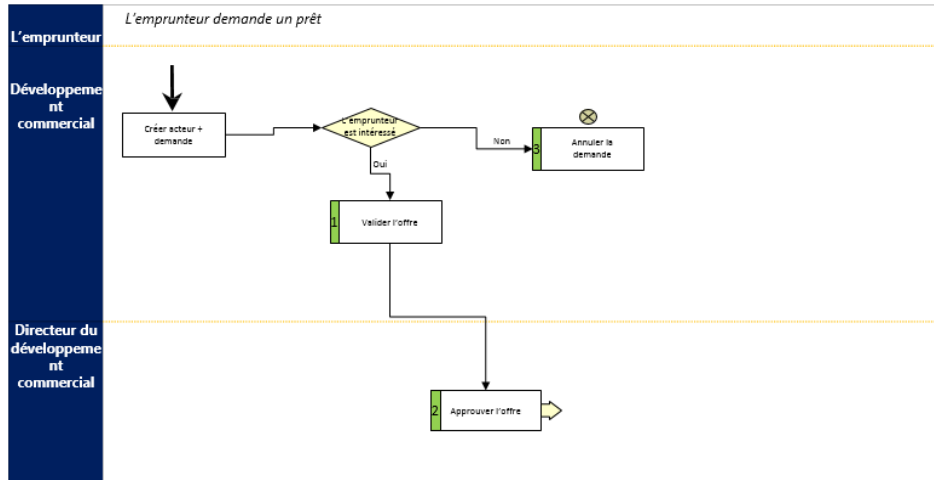 L'emprunteur demande un prêt
L'emprunteur
Développeme
nt
commercial
Créer acteur +
demande
L'emprunteur
est intéressé
Non
3
Annuler la
demande
Oui
1
Valider l'offre
Directeur du
développeme
nt
commercial
2
Approuver l'offre